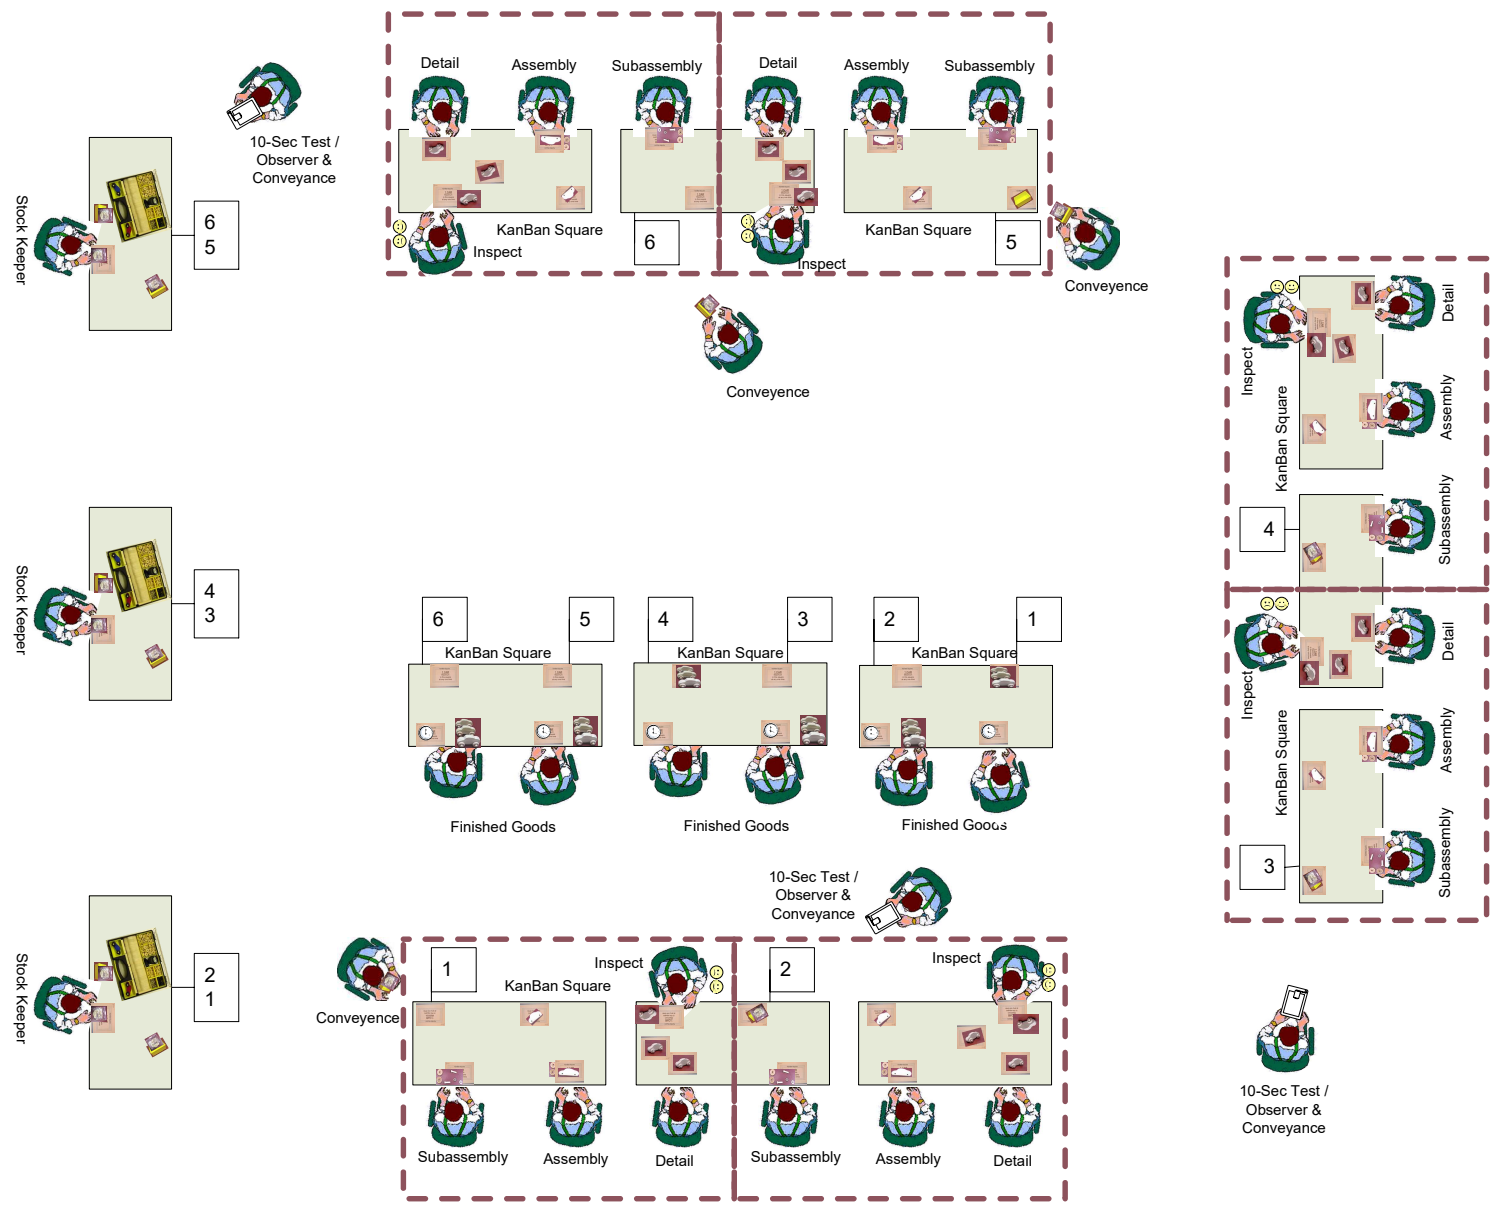 Detail
Assembly
Subassembly
Detail
Assembly
Subassembly
10-Sec Test /
Observer &
Conveyance
Stock Keeper
6
5
KanBan Square
Inspect
6
KanBan Square
Inspect
5
Conveyence
Conveyence
Inspect
KanBan Square
Detail
Assembly
Subassembly
4
Inspect
KanBan Square
Detail
Assembly
Subassembly
3
Stock Keeper
4
3
6
5
4
3
2
1
KanBan Square
KanBan Square
KanBan Square
Finished Goods
Finished Goods
Finished Goods
10-Sec Test /
Observer &
Conveyance
Stock Keeper
2
1
Conveyence
1
KanBan Square
Inspect
2
Inspect
Subassembly
Assembly
Detail
Subassembly
Assembly
Detail
10-Sec Test /
Observer &
Conveyance